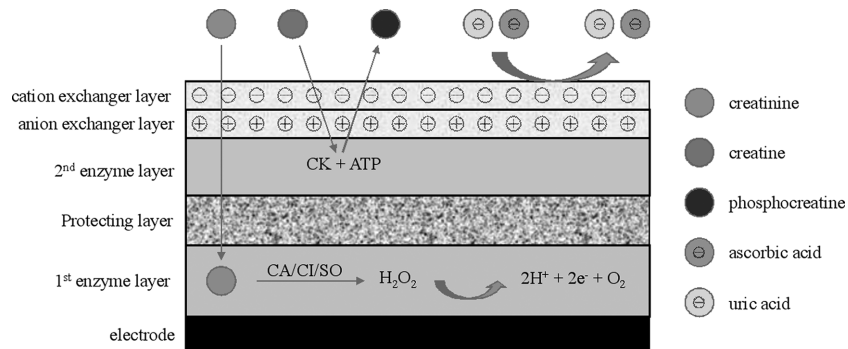 cation exchanger layer
anion exchanger layer
2nd enzyme layer
CK + ATP
Protecting layer
1st enzyme layer
CA/CI/SO
H₂O₂
2H⁺ + 2e⁻ + O₂
electrode
creatinine
creatine
phosphocreatine
ascorbic acid
uric acid